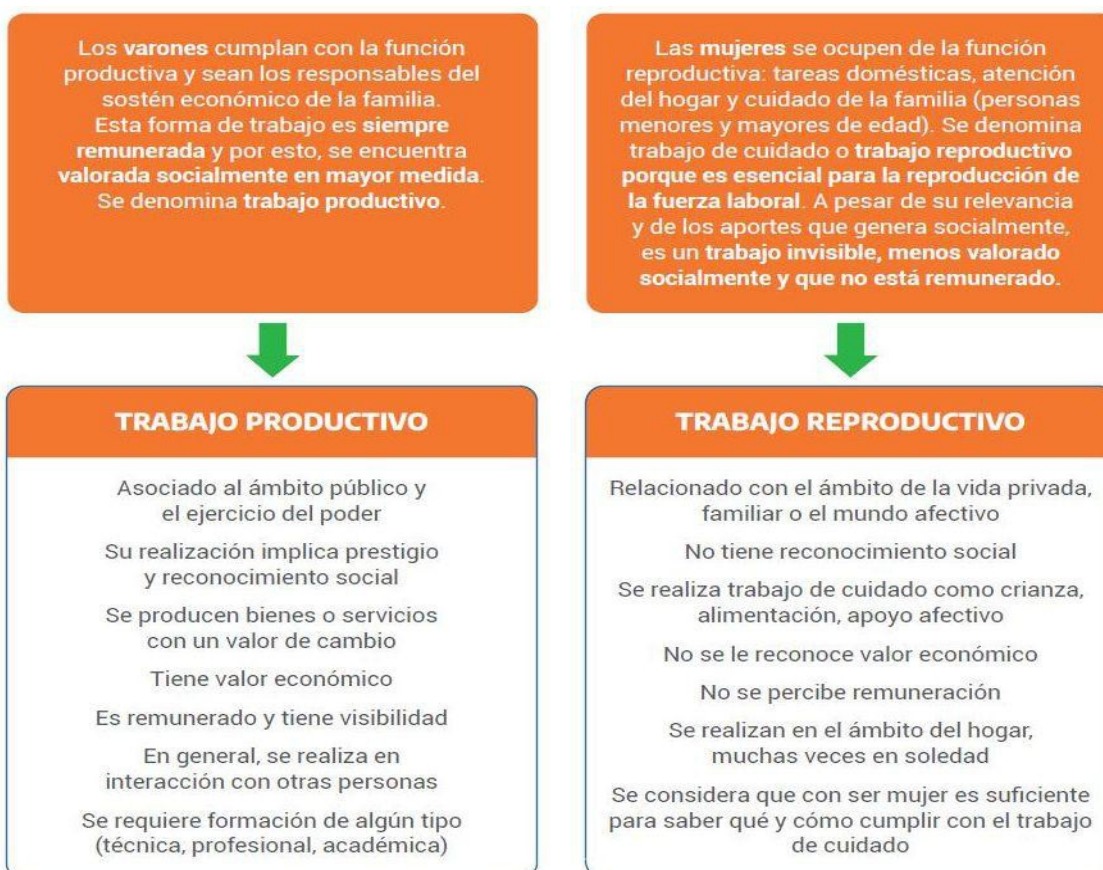 Los varones cumplan con la función
productiva y sean los responsables del
sostén económico de la familia.
Esta forma de trabajo es siempre
remunerada y por esto, se encuentra
valorada socialmente en mayor medida.
Se denomina trabajo productivo.
Las mujeres se ocupen de la función
reproductiva: tareas domésticas, atención
del hogar y cuidado de la familia (personas
menores y mayores de edad). Se denomina
trabajo de cuidado o trabajo reproductivo
porque es esencial para la reproducción de
la fuerza laboral. A pesar de su relevancia
y de los aportes que genera socialmente,
es un trabajo invisible, menos valorado
socialmente y que no está remunerado.
TRABAJO PRODUCTIVO
Asociado al ámbito público y
el ejercicio del poder
Su realización implica prestigio
y reconocimiento social
Se producen bienes o servicios
con un valor de cambio
Tiene valor económico
Es remunerado y tiene visibilidad
En general, se realiza en
interacción con otras personas
Se requiere formación de algún tipo
(técnica, profesional, académica)
TRABAJO REPRODUCTIVO
Relacionado con el ámbito de la vida privada,
familiar o el mundo afectivo
No tiene reconocimiento social
Se realiza trabajo de cuidado como crianza,
alimentación, apoyo afectivo
No se le reconoce valor económico
No se percibe remuneración
Se realizan en el ámbito del hogar,
muchas veces en soledad
Se considera que con ser mujer es suficiente
para saber qué y cómo cumplir con el trabajo
de cuidado